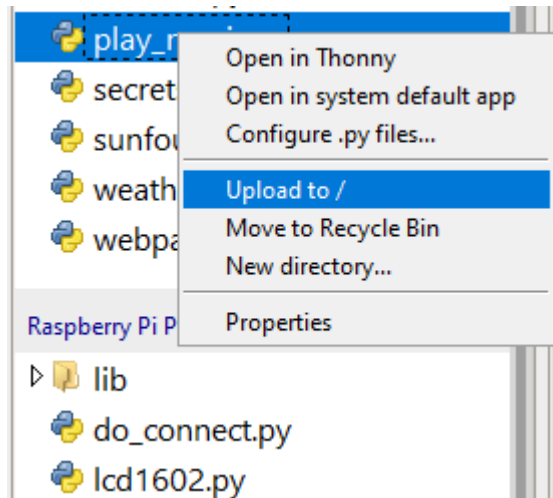 play_
Open in Thonny
secret
Open in system default app
sunfou
Configure .py files...
weath
Upload to /
webpa
Move to Recycle Bin
New directory...
Raspberry Pi P
Properties
lib
do_connect.py
lcd1602.py